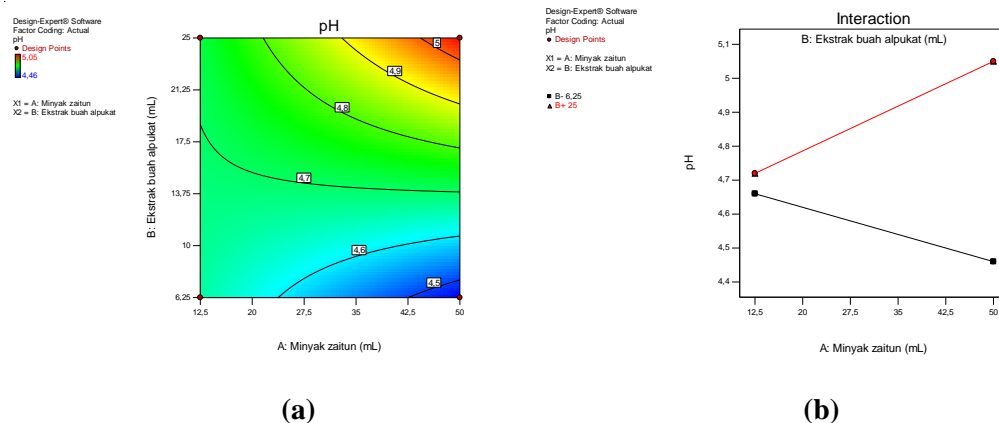 Design-Expert® Software
Factor Coding: Actual
pH
Design Points
5,05
4,46
X1 = A: Minyak zaitun
X2 = B: Ekstrak buah alpukat
pH
B: Ekstrak buah alpukat (mL)
25
21,25
17,5
13,75
10
6,25
5
4,9
4,8
4,7
4,6
4,5
12,5 20 27,5 35 42,5 50
A: Minyak zaitun (mL)
(a)
Design-Expert® Software
Factor Coding: Actual
pH
Design Points
X1 = A: Minyak zaitun
X2 = B: Ekstrak buah alpukat
B- 6,25
B+ 25
Interaction
B: Ekstrak buah alpukat (mL)
pH
5,1
5
4,9
4,8
4,7
4,6
4,5
4,4
12,5 20 27,5 35 42,5 50
A: Minyak zaitun (mL)
(b)